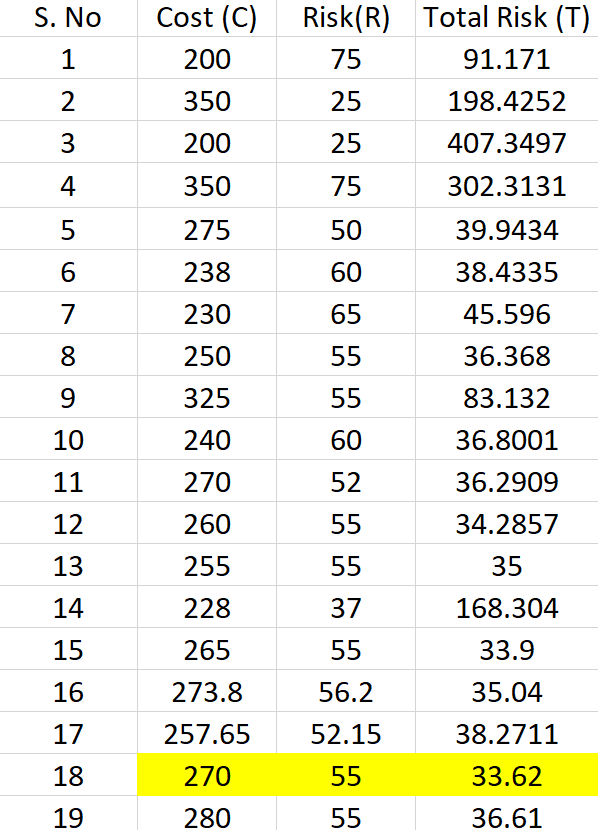 S. No Cost (C) Risk(R) Total Risk (T)
1 200 75 91.171
2 350 25 198.4252
3 200 25 407.3497
4 350 75 302.3131
5 275 50 39.9434
6 238 60 38.4335
7 230 65 45.596
8 250 55 36.368
9 325 55 83.132
10 240 60 36.8001
11 270 52 36.2909
12 260 55 34.2857
13 255 55 35
14 228 37 168.304
15 265 55 33.9
16 273.8 56.2 35.04
17 257.65 52.15 38.2711
18 270 55 33.62
19 280 55 36.61